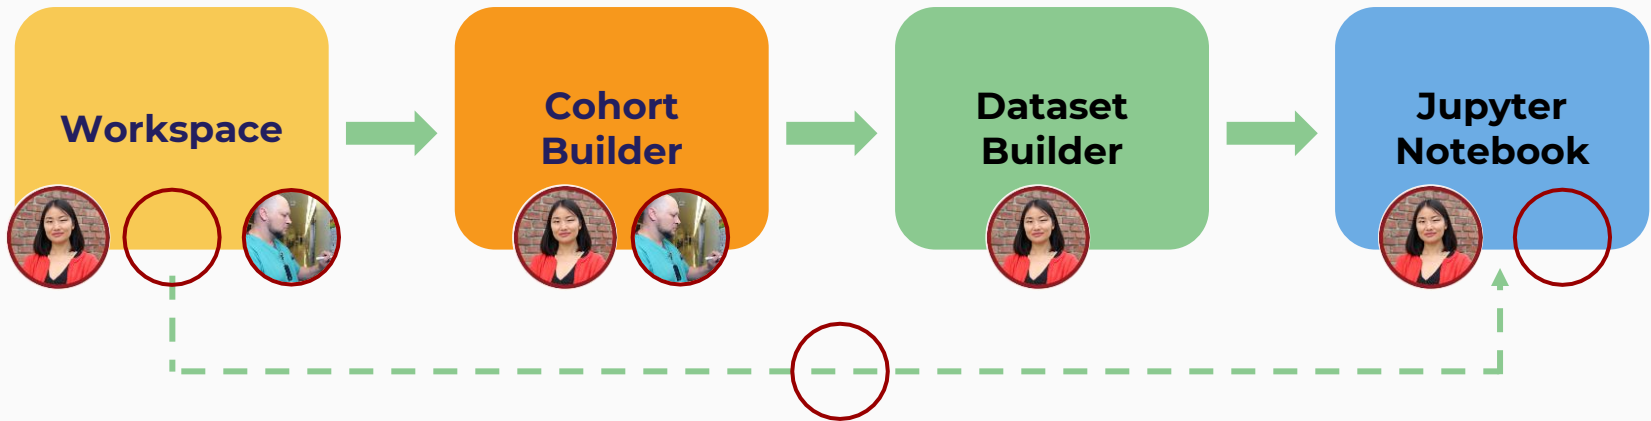 Workspace
Cohort
Builder
Dataset
Builder
Jupyter
Notebook